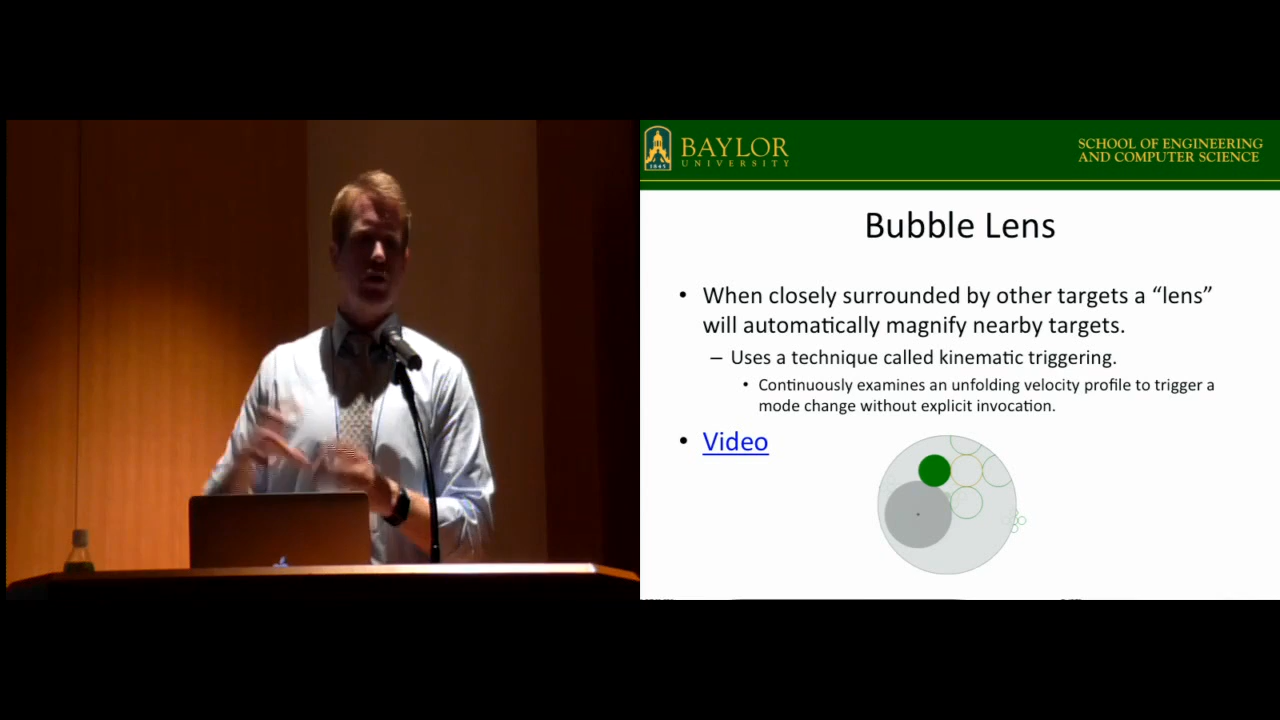 BAYLOR
UNIVERSITY
1845
SCHOOL OF ENGINEERING
AND COMPUTER SCIENCE
Bubble Lens
• When closely surrounded by other targets a “lens”
will automatically magnify nearby targets.
– Uses a technique called kinematic triggering.
• Continuously examines an unfolding velocity profile to trigger a
mode change without explicit invocation.
• Video